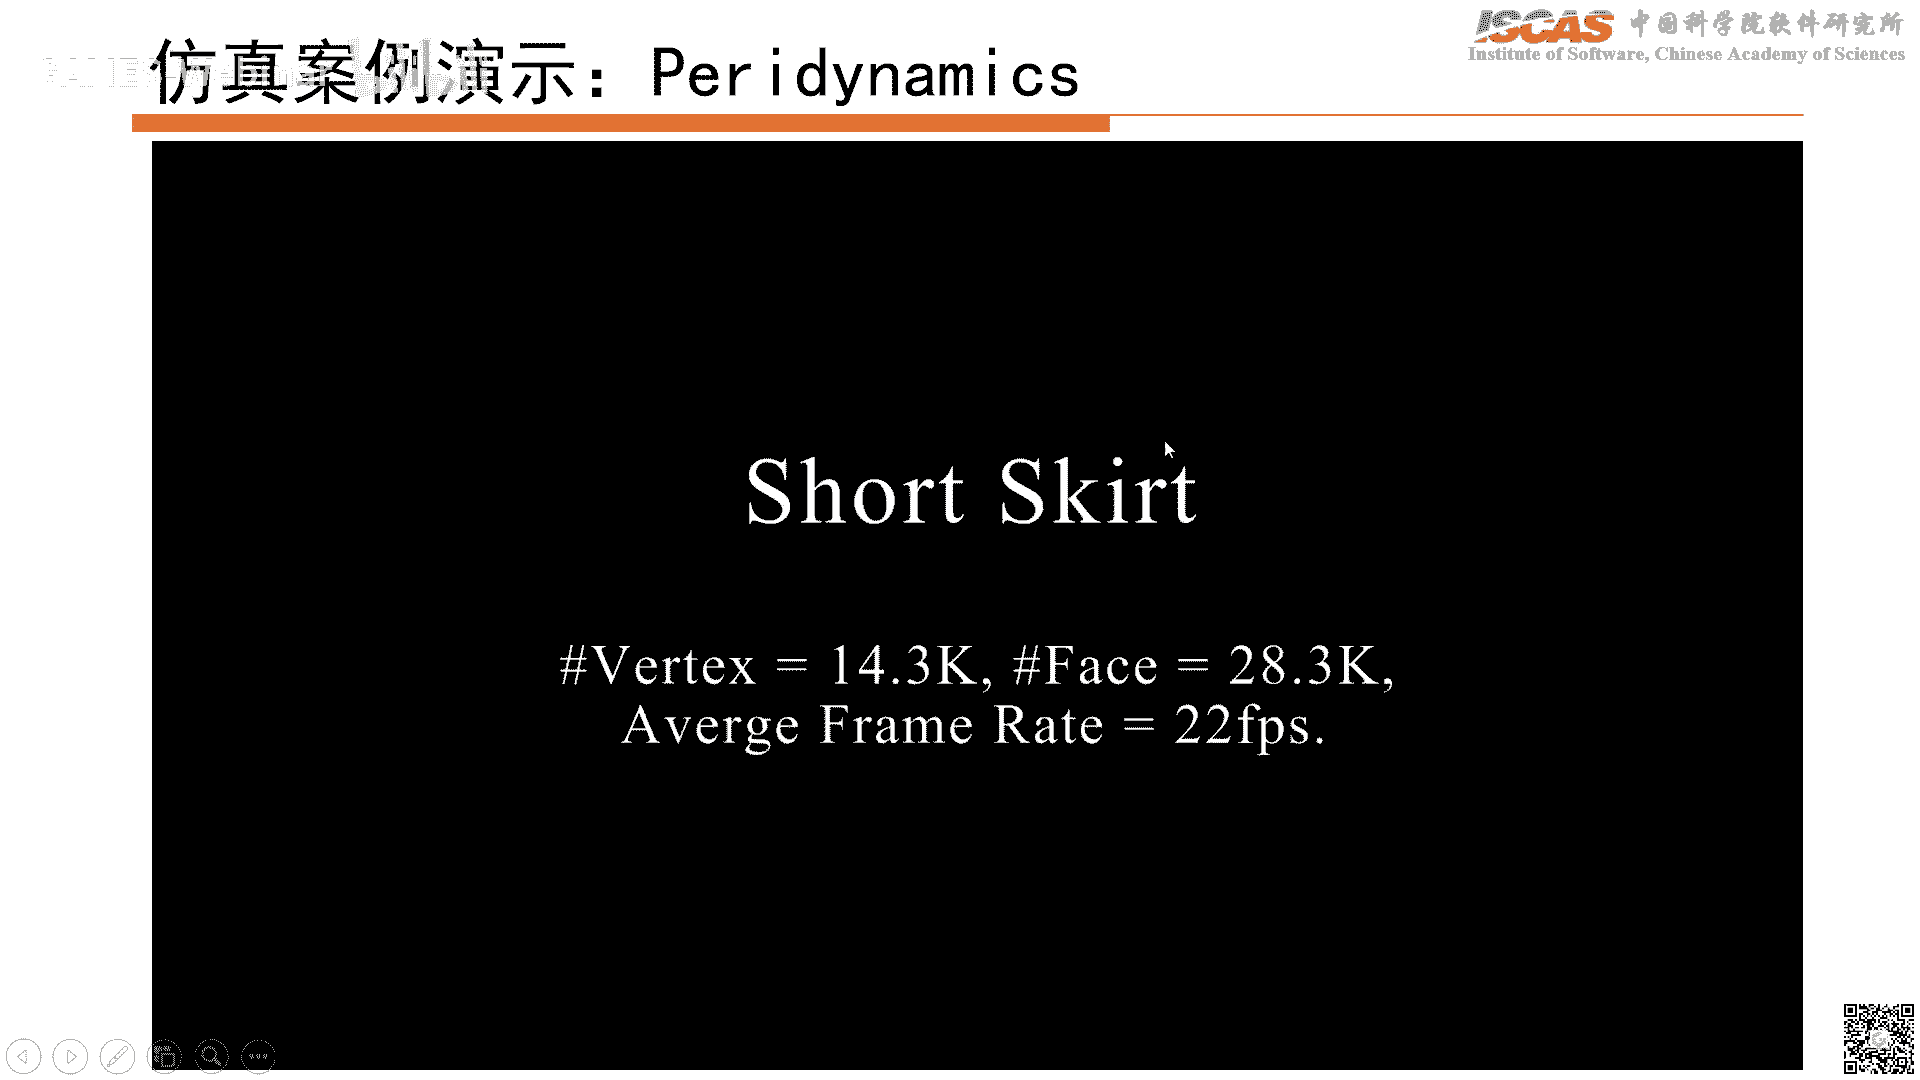 ISCAS 中国科学院软件研究所
Institute of Software, Chinese Academy of Sciences
仿真案例演示：Peridynamics
Short Skirt
#Vertex = 14.3K, #Face = 28.3K,
Averge Frame Rate = 22fps.